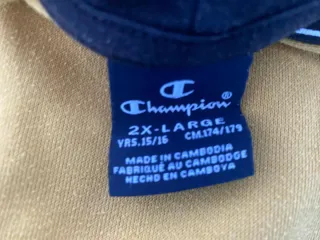 Champion
2X-LARGE
YRS.15/16 CM.174/179
MADE IN CAMBODIA
FABRIQUÉ AU CAMBODGE
HECHO EN CAMBOYA